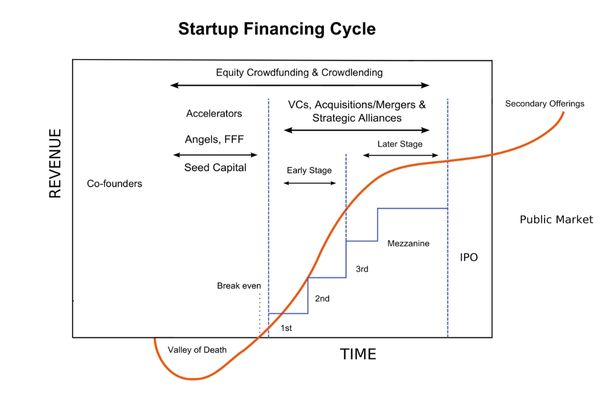 Startup Financing Cycle
Equity Crowdfunding & Crowdlending
Accelerators
VCs, Acquisitions/Mergers &
Strategic Alliances
Secondary Offerings
Angels, FFF
Later Stage
REVENUE
Co-founders
Seed Capital
Early Stage
Public Market
Mezzanine
IPO
3rd
Break even
2nd
1st
Valley of Death
TIME